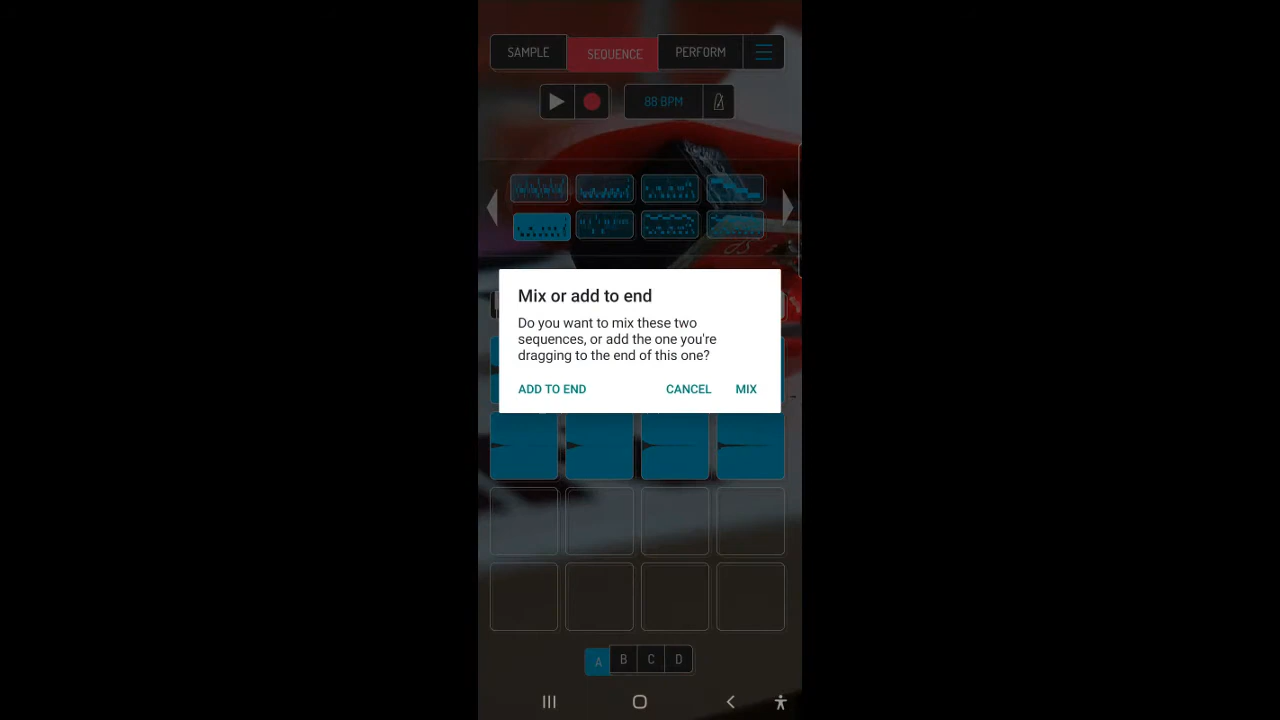 SAMPLE SEQUENCE PERFORM
88 BPM
Mix or add to end
Do you want to mix these two
sequences, or add the one you're
dragging to the end of this one?
ADD TO END CANCEL MIX
A B C D